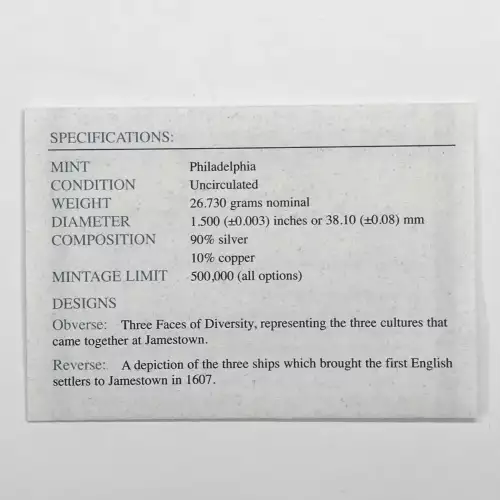 SPECIFICATIONS:
MINT Philadelphia
CONDITION Uncirculated
WEIGHT 26.730 grams nominal
DIAMETER 1.500 (±0.003) inches or 38.10 (±0.08) mm
COMPOSITION 90% silver
10% copper
MINTAGE LIMIT 500,000 (all options)
DESIGNS
Obverse: Three Faces of Diversity, representing the three cultures that
came together at Jamestown.
Reverse: A depiction of the three ships which brought the first English
settlers to Jamestown in 1607.